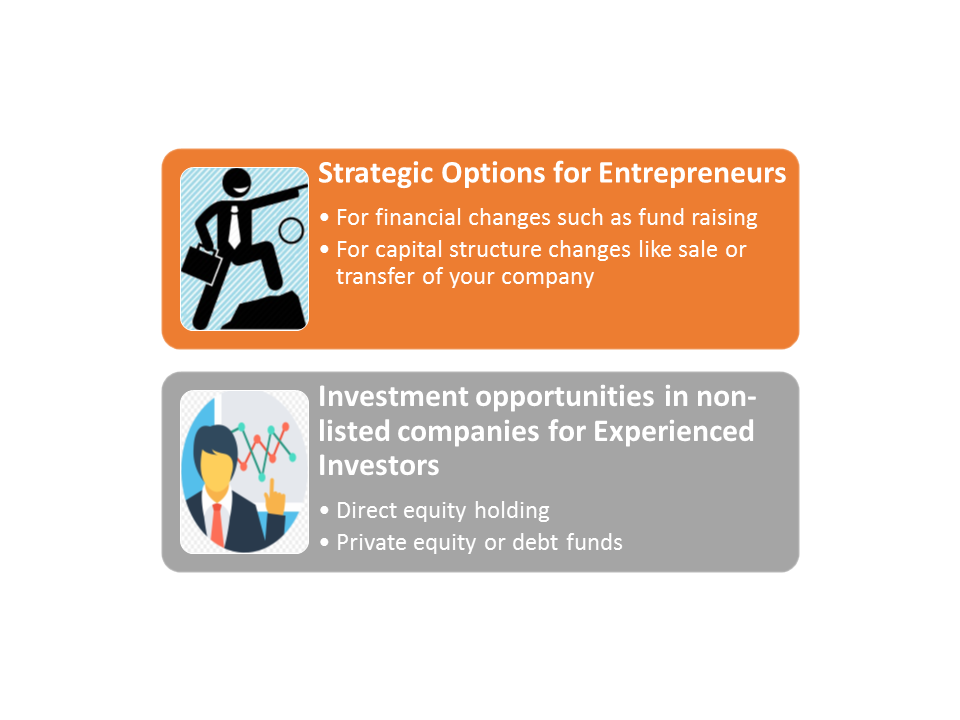 Strategic Options for Entrepreneurs
• For financial changes such as fund raising
• For capital structure changes like sale or
transfer of your company
Investment opportunities in non-
listed companies for Experienced
Investors
• Direct equity holding
• Private equity or debt funds